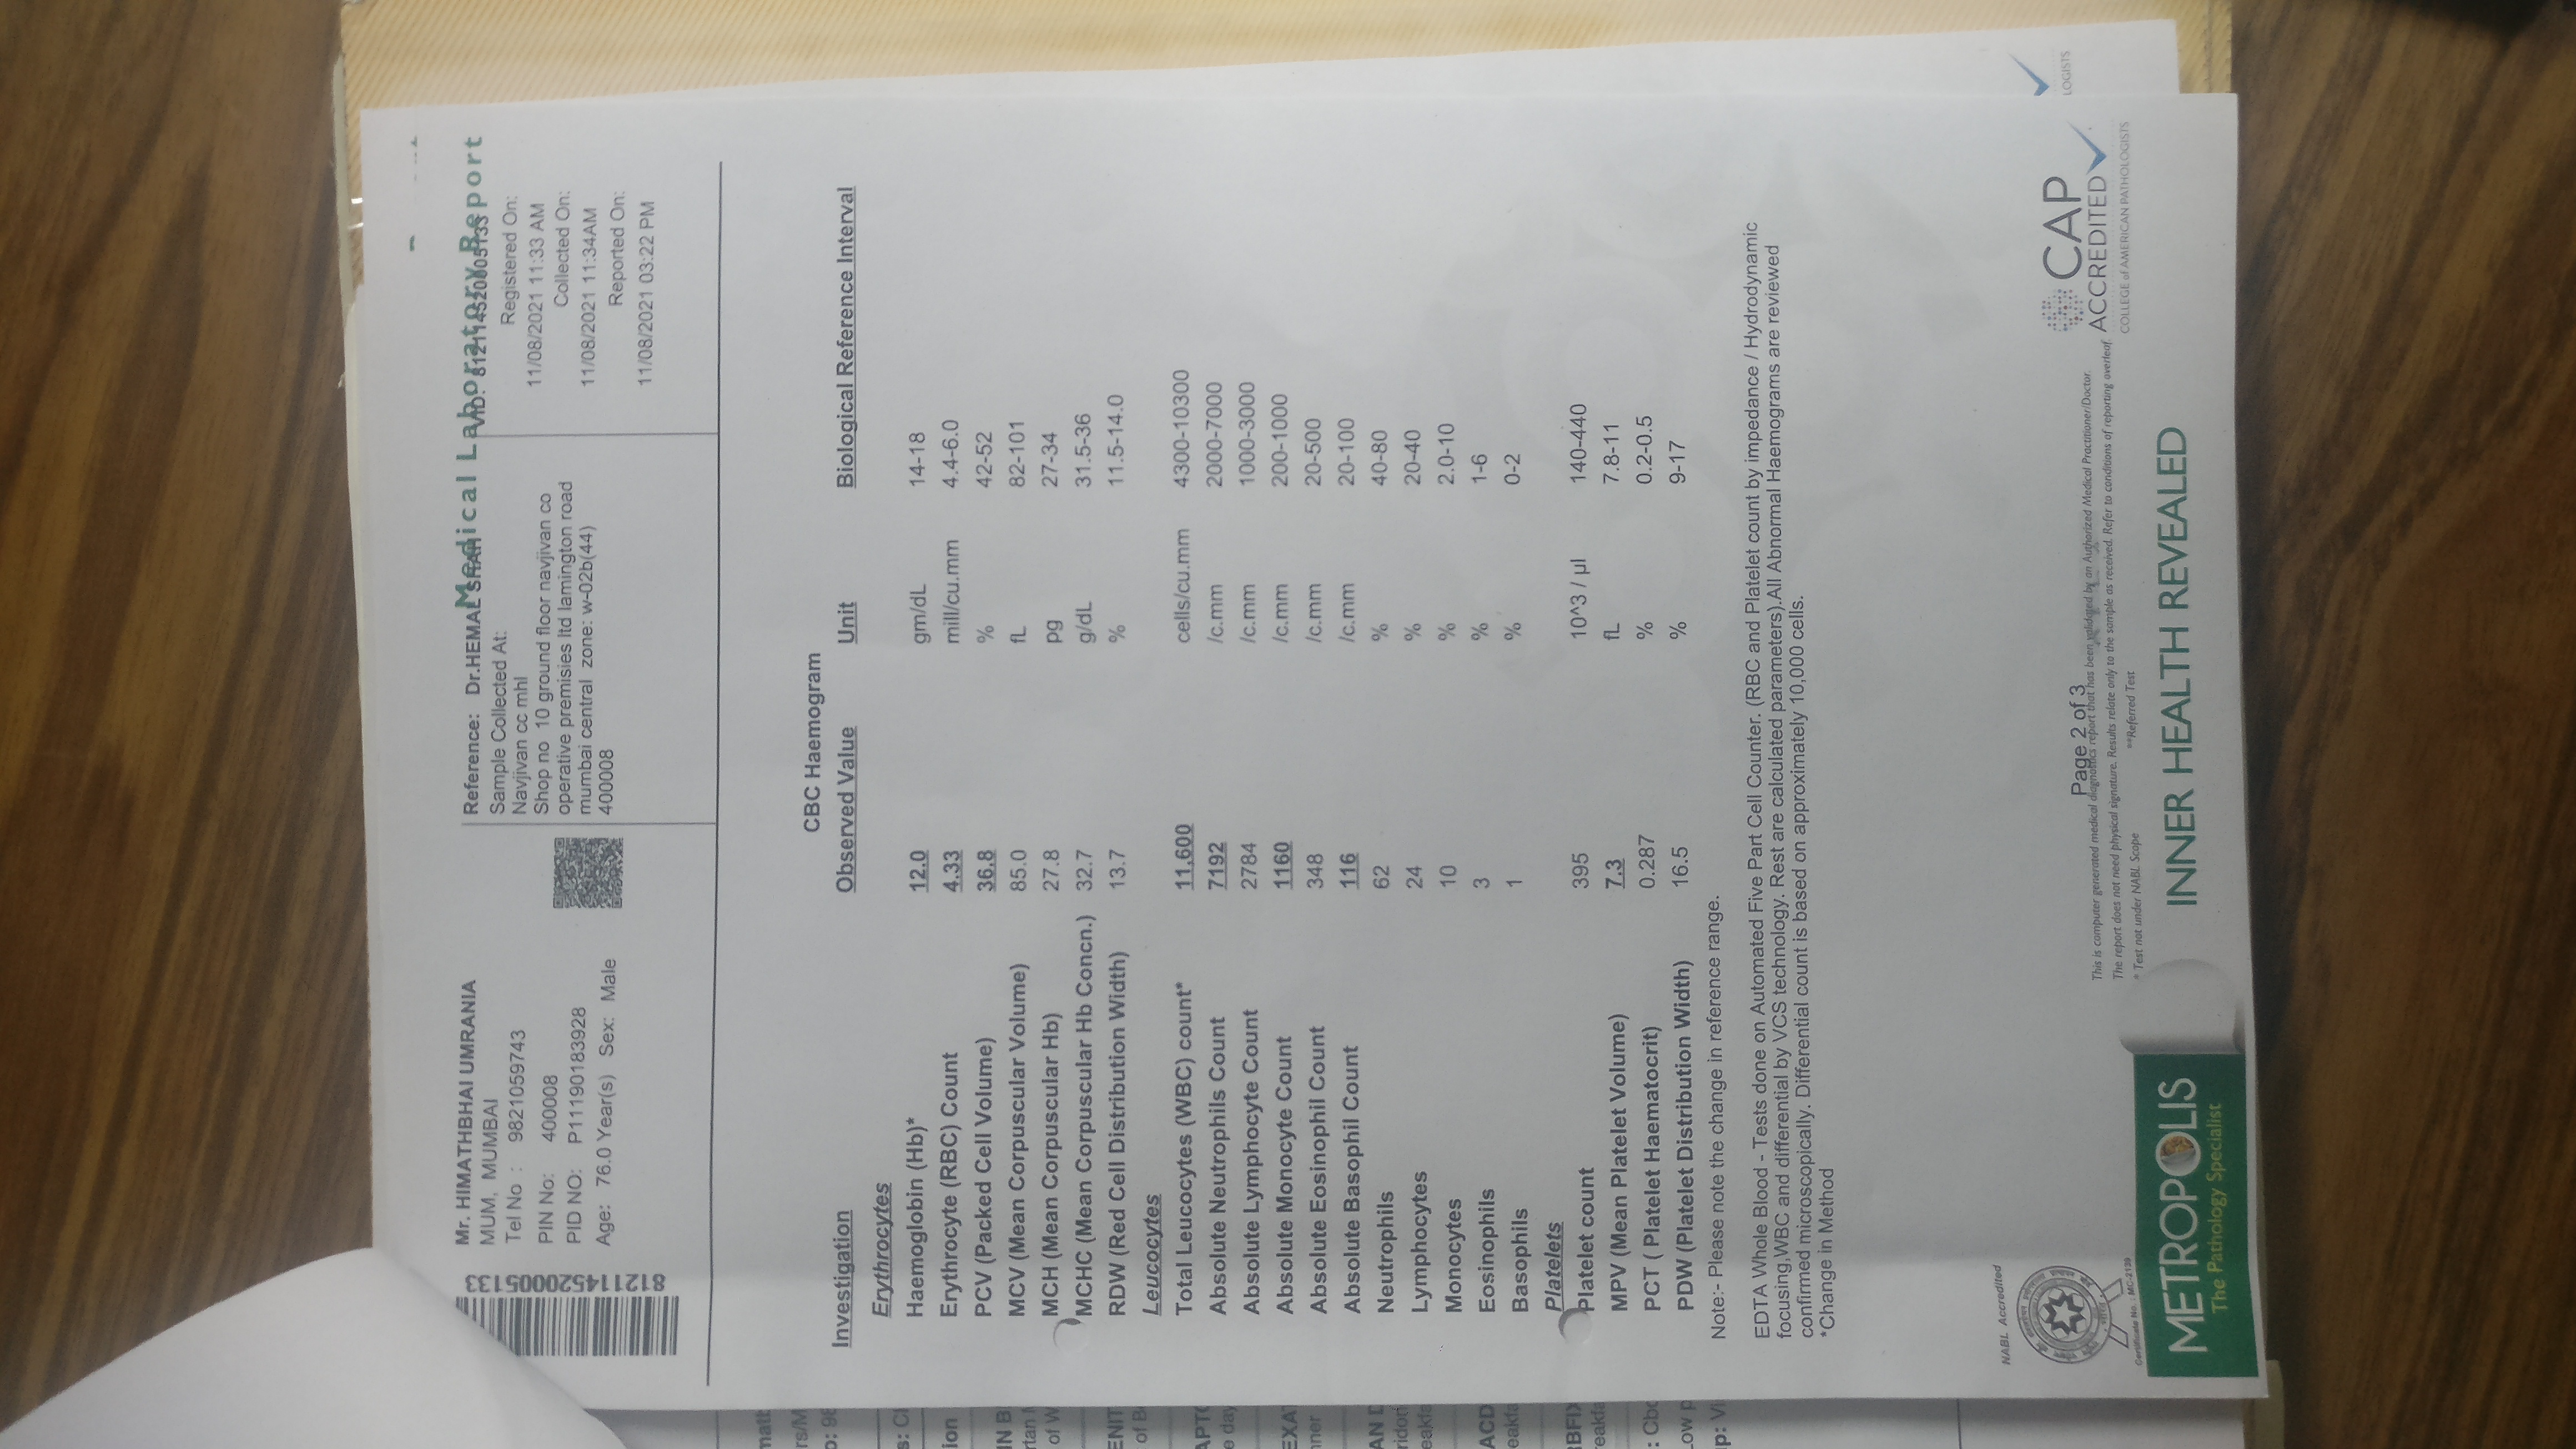 Medical Laboratory Report
812114520005133
Mr. HIMATHBHAI UMRANIA
MUM, MUMBAI
Tel No : 9821059743
PIN No: 400008
PID NO: P11190183928
Age: 76.0 Year(s) Sex: Male
Reference: Dr.HEMAL SHAH
Sample Collected At:
Navjivan cc mhl
Shop no 10 ground floor navjivan co
operative premisies ltd lamington road
mumbai central zone: w-02b(44)
400008
VID: 812114520005133
Registered On:
11/08/2021 11:33 AM
Collected On:
11/08/2021 11:34AM
Reported On:
11/08/2021 03:22 PM
CBC Haemogram
Investigation Observed Value Unit Biological Reference Interval
Erythrocytes
Haemoglobin (Hb)* 12.0 gm/dL 14-18
Erythrocyte (RBC) Count 4.33 mill/cu.mm 4.4-6.0
PCV (Packed Cell Volume) 36.8 % 42-52
MCV (Mean Corpuscular Volume) 85.0 fL 82-101
MCH (Mean Corpuscular Hb) 27.8 pg 27-34
MCHC (Mean Corpuscular Hb Concn.) 32.7 g/dL 31.5-36
RDW (Red Cell Distribution Width) 13.7 % 11.5-14.0
Leucocytes
Total Leucocytes (WBC) count* 11,600 cells/cu.mm 4300-10300
Absolute Neutrophils Count 7192 /c.mm 2000-7000
Absolute Lymphocyte Count 2784 /c.mm 1000-3000
Absolute Monocyte Count 1160 /c.mm 200-1000
Absolute Eosinophil Count 348 /c.mm 20-500
Absolute Basophil Count 116 /c.mm 20-100
Neutrophils 62 % 40-80
Lymphocytes 24 % 20-40
Monocytes 10 % 2.0-10
Eosinophils 3 % 1-6
Basophils 1 % 0-2
Platelets
Platelet count 395 10^3 / µl 140-440
MPV (Mean Platelet Volume) 7.3 fL 7.8-11
PCT ( Platelet Haematocrit) 0.287 % 0.2-0.5
PDW (Platelet Distribution Width) 16.5 % 9-17
Note:- Please note the change in reference range.
EDTA Whole Blood - Tests done on Automated Five Part Cell Counter. (RBC and Platelet count by impedance / Hydrodynamic
focusing,WBC and differential by VCS technology. Rest are calculated parameters).All Abnormal Haemograms are reviewed
confirmed microscopically. Differential count is based on approximately 10,000 cells.
*Change in Method
NABL Accredited
Certificate No. : MC-2139
Page 2 of 3
This is computer generated medical diagnostics report that has been validated by an Authorized Medical Practitioner/Doctor.
The report does not need physical signature. Results relate only to the sample as received. Refer to conditions of reporting overleaf.
* Test not under NABL Scope **Referred Test
CAP
ACCREDITED
COLLEGE of AMERICAN PATHOLOGISTS
LOGISTS
METROPOLIS
The Pathology Specialist
INNER HEALTH REVEALED